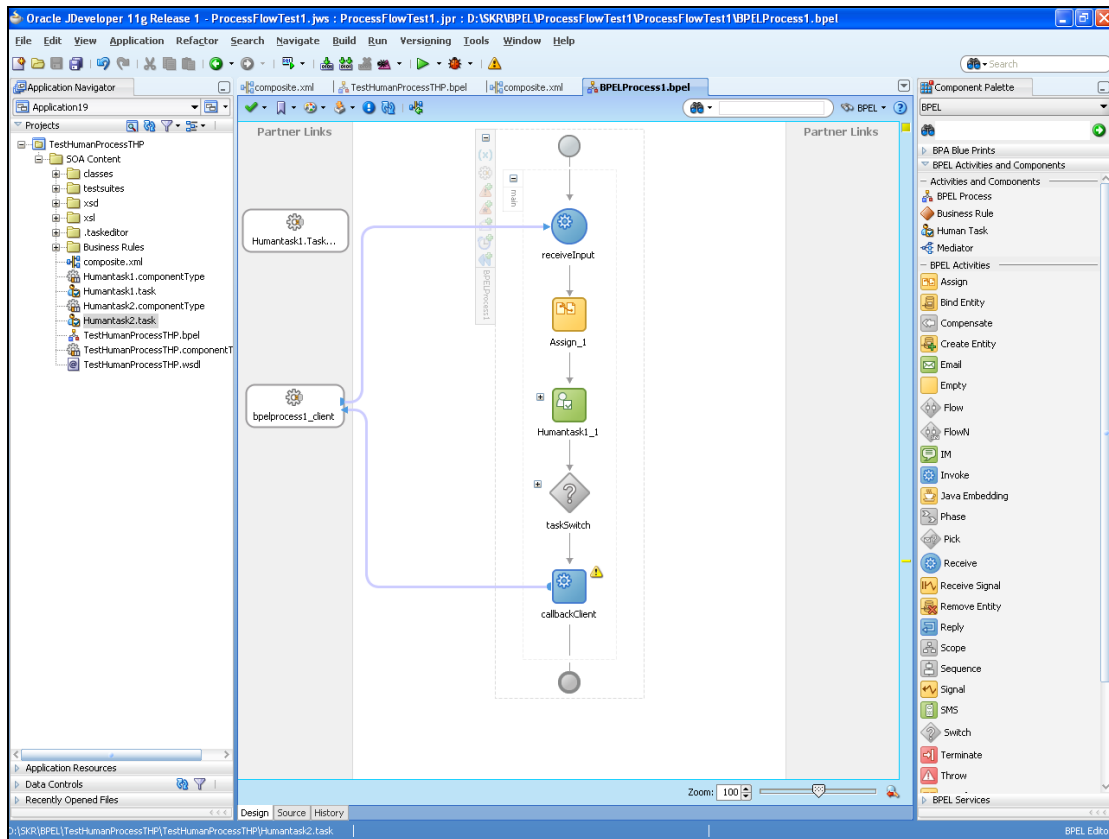 Oracle JDeveloper 11g Release 1 - ProcessFlowTest1.jws : ProcessFlowTest1.jpr : D:\SKR\BPEL\ProcessFlowTest1\ProcessFlowTest1\BPELProcess1.bpel
File Edit View Application Refactor Search Navigate Build Run Versioning Tools Window Help
Search
Application Navigator
composite.xml
TestHumanProcessTHP.bpel
composite.xml
BPELProcess1.bpel
Component Palette
Application19
BPEL
BPEL
Projects
TestHumanProcessTHP
SOA Content
classes
testsuites
xsd
xsl
.taskeditor
Business Rules
composite.xml
Humantask1.componentType
Humantask1.task
Humantask2.componentType
Humantask2.task
TestHumanProcessTHP.bpel
TestHumanProcessTHP.componentT
TestHumanProcessTHP.wsdl
Application Resources
Data Controls
Recently Opened Files
Partner Links
Partner Links
(x)
main
BPELProcess1
Humantask1.Task...
bpelprocess1_client
receiveInput
Assign_1
Humantask1_1
taskSwitch
callbackClient
Zoom: 100
Design Source History
BPA Blue Prints
BPEL Activities and Components
Activities and Components
BPEL Process
Business Rule
Human Task
Mediator
BPEL Activities
Assign
Bind Entity
Compensate
Create Entity
Email
Empty
Flow
FlowN
IM
Invoke
Java Embedding
Phase
Pick
Receive
Receive Signal
Remove Entity
Reply
Scope
Sequence
Signal
SMS
Switch
Terminate
Throw
BPEL Services
D:\SKR\BPEL\TestHumanProcessTHP\TestHumanProcessTHP\Humantask2.task
BPEL Edito